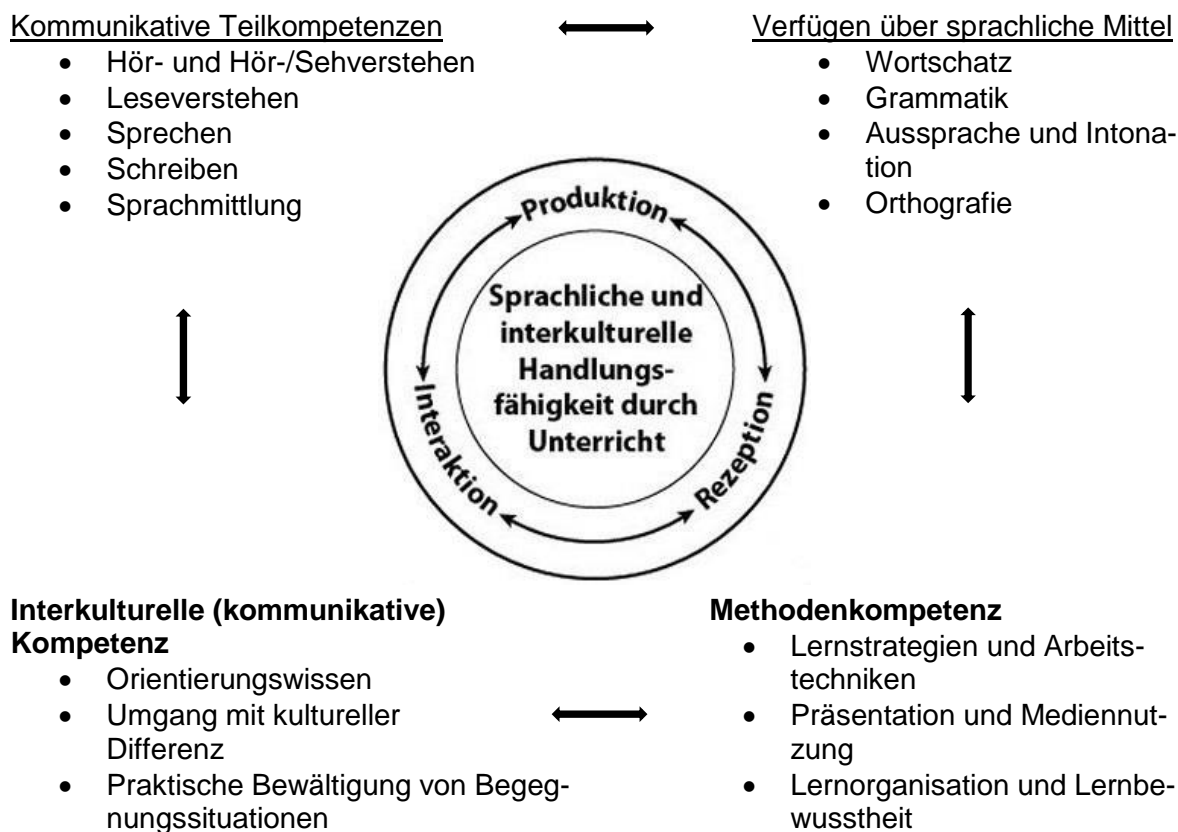 Kommunikative Teilkompetenzen
• Hör- und Hör-/Sehverstehen
• Leseverstehen
• Sprechen
• Schreiben
• Sprachmittlung
Verfügen über sprachliche Mittel
• Wortschatz
• Grammatik
• Aussprache und Intona-
tion
• Orthografie
Produktion
Sprachliche und
interkulturelle
Handlungs-
fähigkeit durch
Unterricht
Interaktion
Rezeption
Interkulturelle (kommunikative)
Kompetenz
• Orientierungswissen
• Umgang mit kultureller
Differenz
• Praktische Bewältigung von Begeg-
nungssituationen
Methodenkompetenz
• Lernstrategien und Arbeits-
techniken
• Präsentation und Mediennut-
zung
• Lernorganisation und Lernbe-
wusstheit